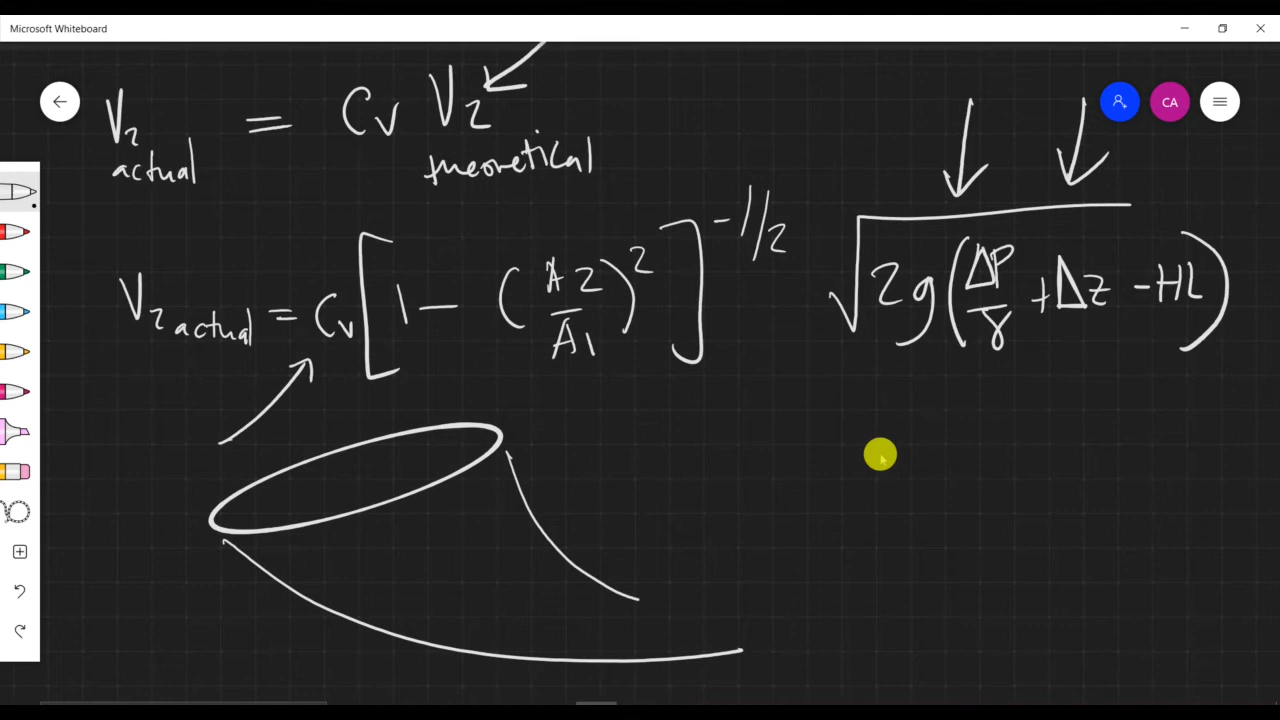 Microsoft Whiteboard
V2 actual = Cv V2 theoretical
CA
V2 actual = Cv [1 - (A2/A1)^2]^-1/2 √2g(ΔP/γ + Δz - HL)